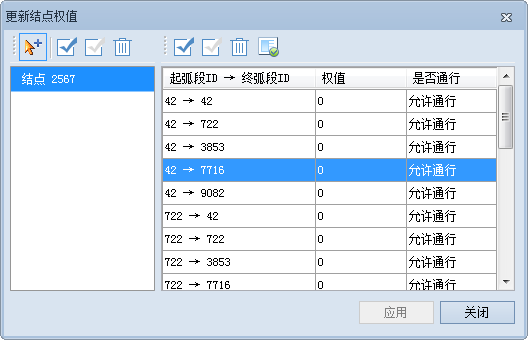 更新结点权值
结点 2567
起弧段ID → 终弧段ID 权值 是否通行
42 → 42 0 允许通行
42 → 722 0 允许通行
42 → 3853 0 允许通行
42 → 7716 0 允许通行
42 → 9082 0 允许通行
722 → 42 0 允许通行
722 → 722 0 允许通行
722 → 3853 0 允许通行
722 → 7716 0 允许通行
应用 关闭